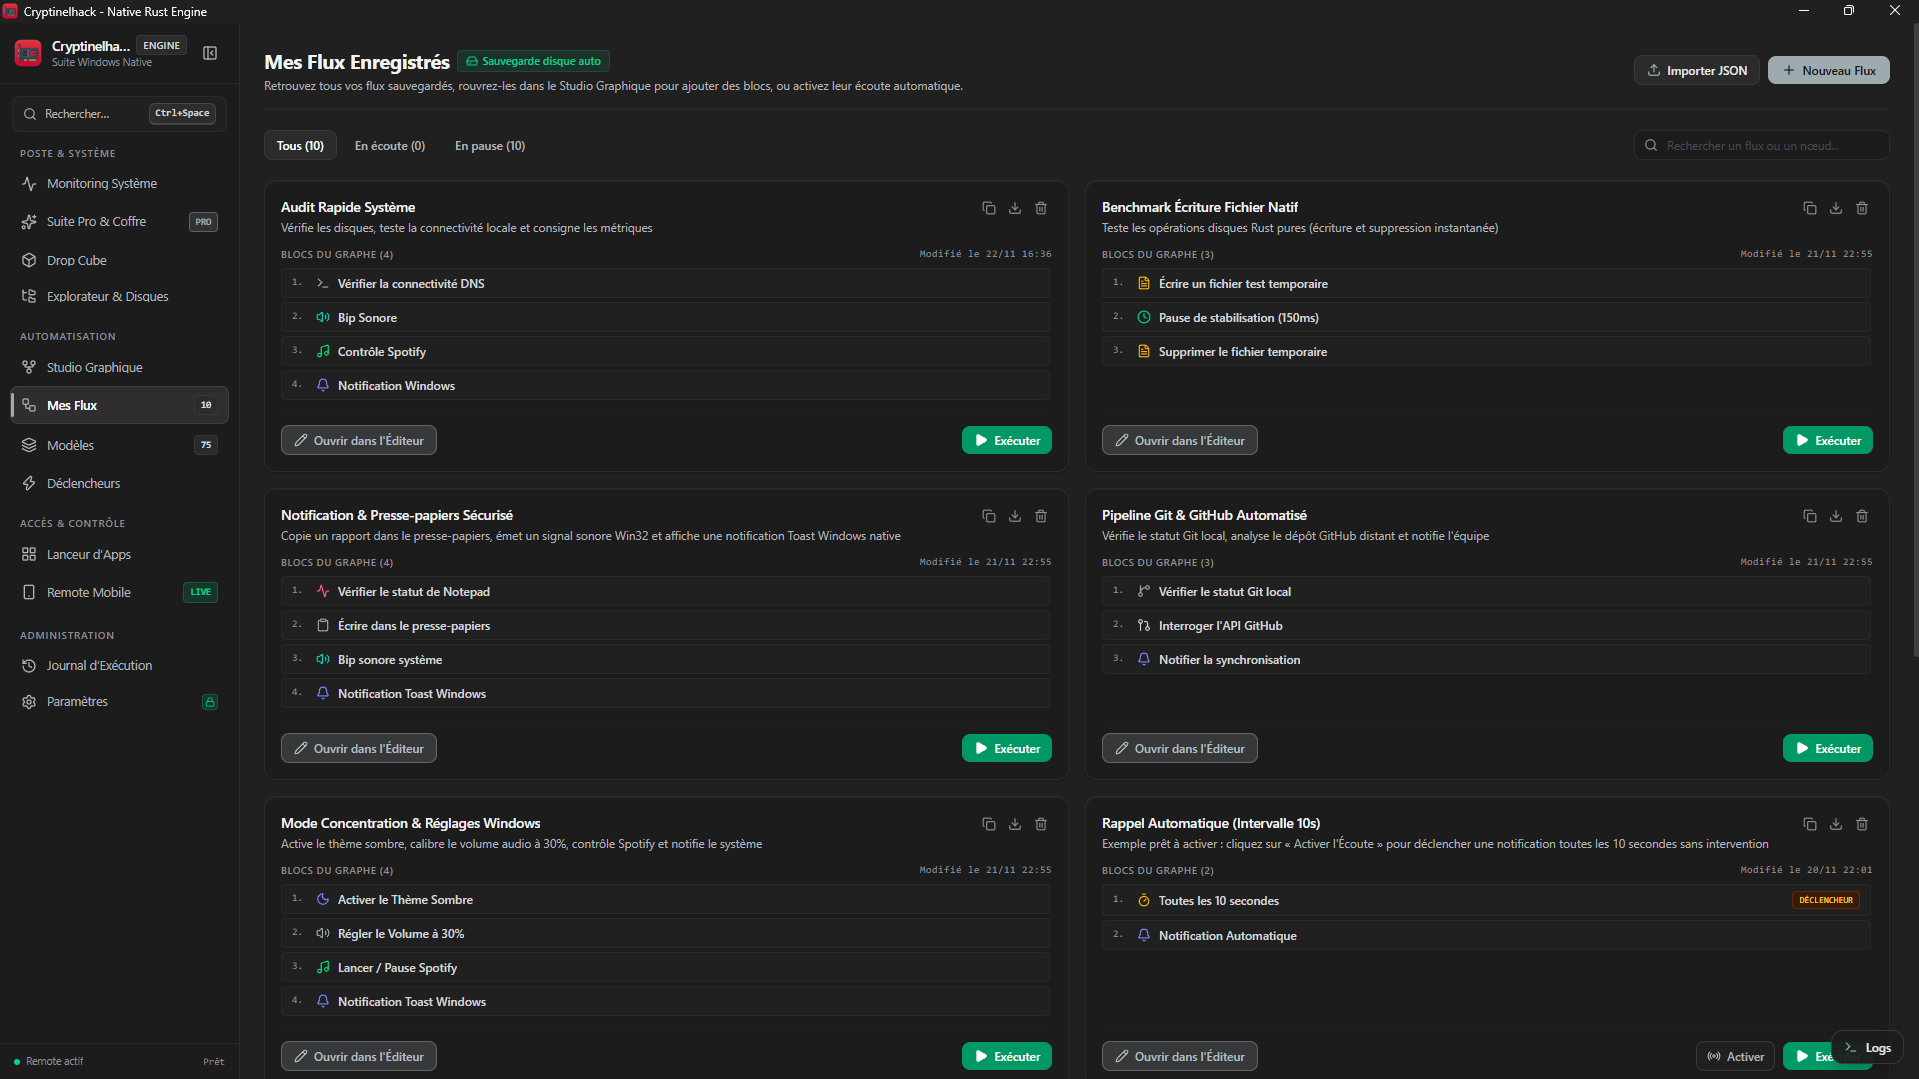 Cryptinelhack - Native Rust Engine
Cryptinelha... ENGINE
Suite Windows Native
Rechercher... Ctrl+Space
POSTE & SYSTÈME
Monitoring Système
Suite Pro & Coffre PRO
Drop Cube
Explorateur & Disques
AUTOMATISATION
Studio Graphique
Mes Flux 10
Modèles 75
Déclencheurs
ACCÈS & CONTRÔLE
Lanceur d'Apps
Remote Mobile LIVE
ADMINISTRATION
Journal d'Exécution
Paramètres
Remote actif Prêt
Mes Flux Enregistrés Sauvegarde disque auto
Retrouvez tous vos flux sauvegardés, rouvrez-les dans le Studio Graphique pour ajouter des blocs, ou activez leur écoute automatique.
Importer JSON + Nouveau Flux
Tous (10) En écoute (0) En pause (10)
Rechercher un flux ou un nœud...
Audit Rapide Système
Vérifie les disques, teste la connectivité locale et consigne les métriques
BLOCS DU GRAPHE (4) Modifié le 22/11 16:36
1. Vérifier la connectivité DNS
2. Bip Sonore
3. Contrôle Spotify
4. Notification Windows
Ouvrir dans l'Éditeur Exécuter
Benchmark Écriture Fichier Natif
Teste les opérations disques Rust pures (écriture et suppression instantanée)
BLOCS DU GRAPHE (3) Modifié le 21/11 22:55
1. Écrire un fichier test temporaire
2. Pause de stabilisation (150ms)
3. Supprimer le fichier temporaire
Ouvrir dans l'Éditeur Exécuter
Notification & Presse-papiers Sécurisé
Copie un rapport dans le presse-papiers, émet un signal sonore Win32 et affiche une notification Toast Windows native
BLOCS DU GRAPHE (4) Modifié le 21/11 22:55
1. Vérifier le statut de Notepad
2. Écrire dans le presse-papiers
3. Bip sonore système
4. Notification Toast Windows
Ouvrir dans l'Éditeur Exécuter
Pipeline Git & GitHub Automatisé
Vérifie le statut Git local, analyse le dépôt GitHub distant et notifie l'équipe
BLOCS DU GRAPHE (3) Modifié le 21/11 22:55
1. Vérifier le statut Git local
2. Interroger l'API GitHub
3. Notifier la synchronisation
Ouvrir dans l'Éditeur Exécuter
Mode Concentration & Réglages Windows
Active le thème sombre, calibre le volume audio à 30%, contrôle Spotify et notifie le système
BLOCS DU GRAPHE (4) Modifié le 21/11 22:55
1. Activer le Thème Sombre
2. Régler le Volume à 30%
3. Lancer / Pause Spotify
4. Notification Toast Windows
Ouvrir dans l'Éditeur Exécuter
Rappel Automatique (Intervalle 10s)
Exemple prêt à activer : cliquez sur « Activer l'Écoute » pour déclencher une notification toutes les 10 secondes sans intervention
BLOCS DU GRAPHE (2) Modifié le 20/11 22:01
1. Toutes les 10 secondes DÉCLENCHEUR
2. Notification Automatique
Ouvrir dans l'Éditeur Activer Exé
Logs